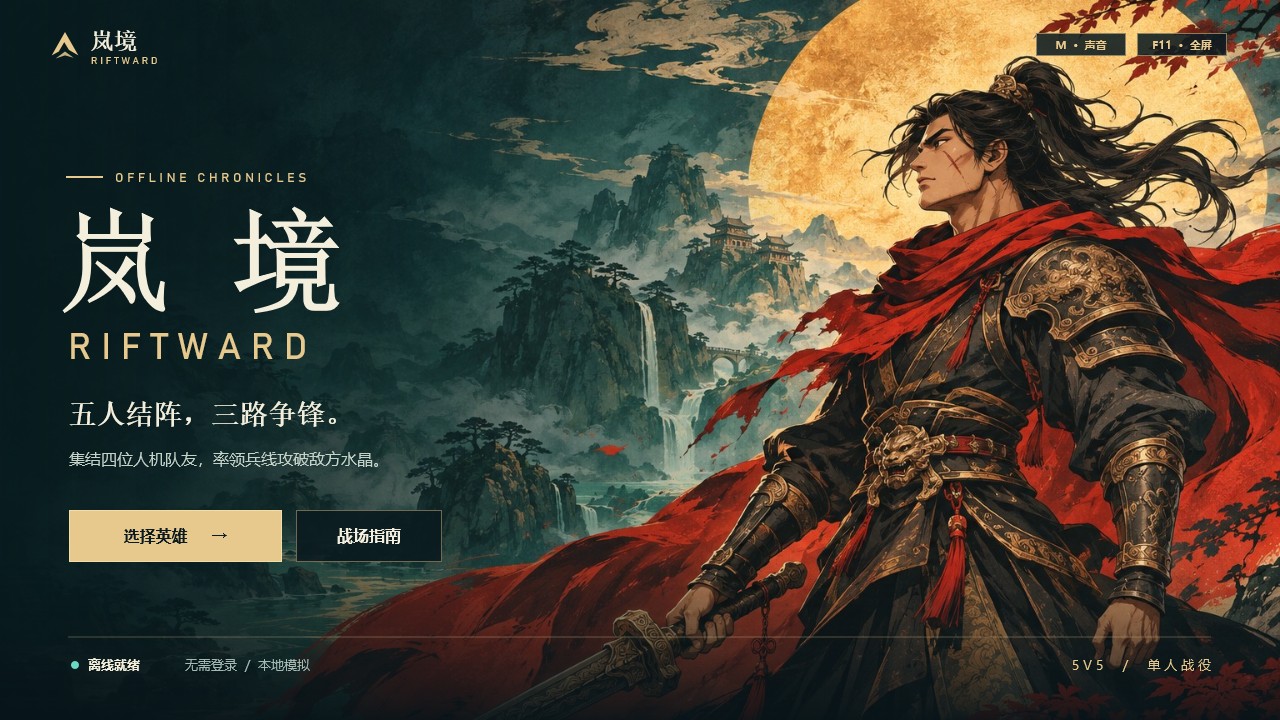 岚境
RIFTWARD
M • 声音
F11 • 全屏
OFFLINE CHRONICLES
岚境
RIFTWARD
五人结阵，三路争锋。
集结四位人机队友，率领兵线攻破敌方水晶。
选择英雄 →
战场指南
离线就绪
无需登录 / 本地模拟
5V5 / 单人战役